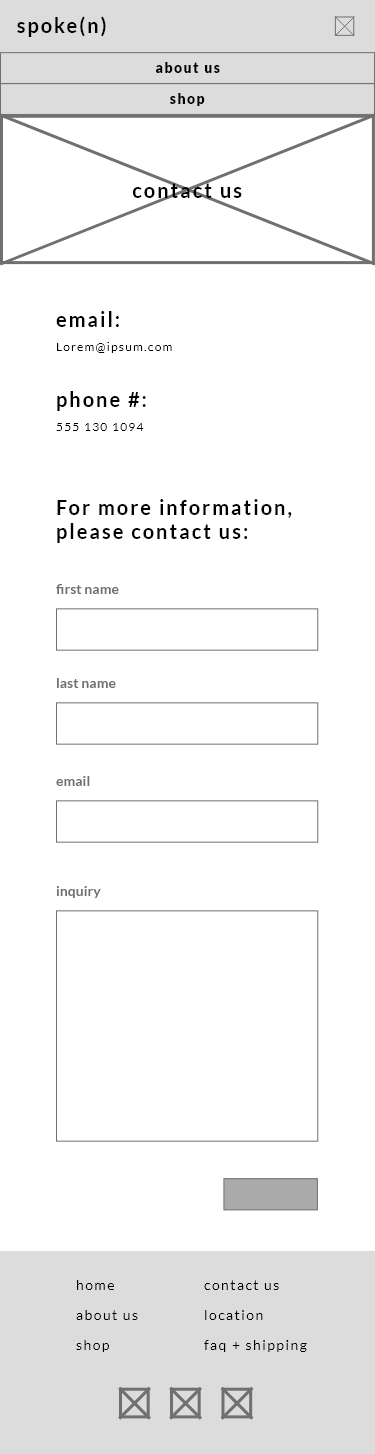 spoke(n)
about us
shop
contact us
email:
Lorem@ipsum.com
phone #:
555 130 1094
For more information,
please contact us:
first name
last name
email
inquiry
home
contact us
about us
location
shop
faq + shipping